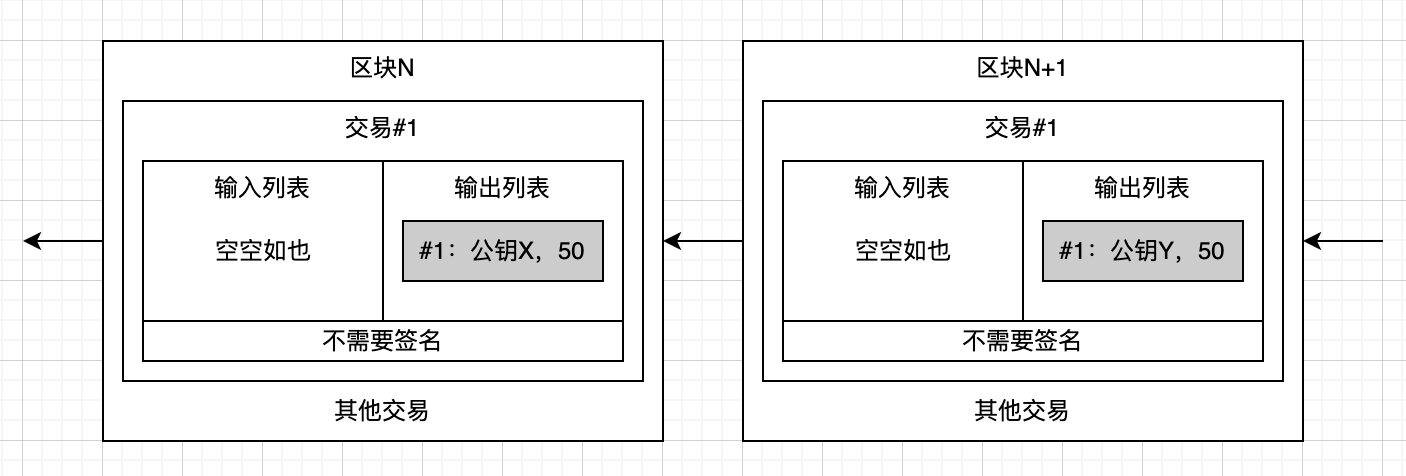 区块N
交易#1
输入列表
输出列表
空空如也
#1：公钥X，50
不需要签名
其他交易
区块N+1
交易#1
输入列表
输出列表
空空如也
#1：公钥Y，50
不需要签名
其他交易